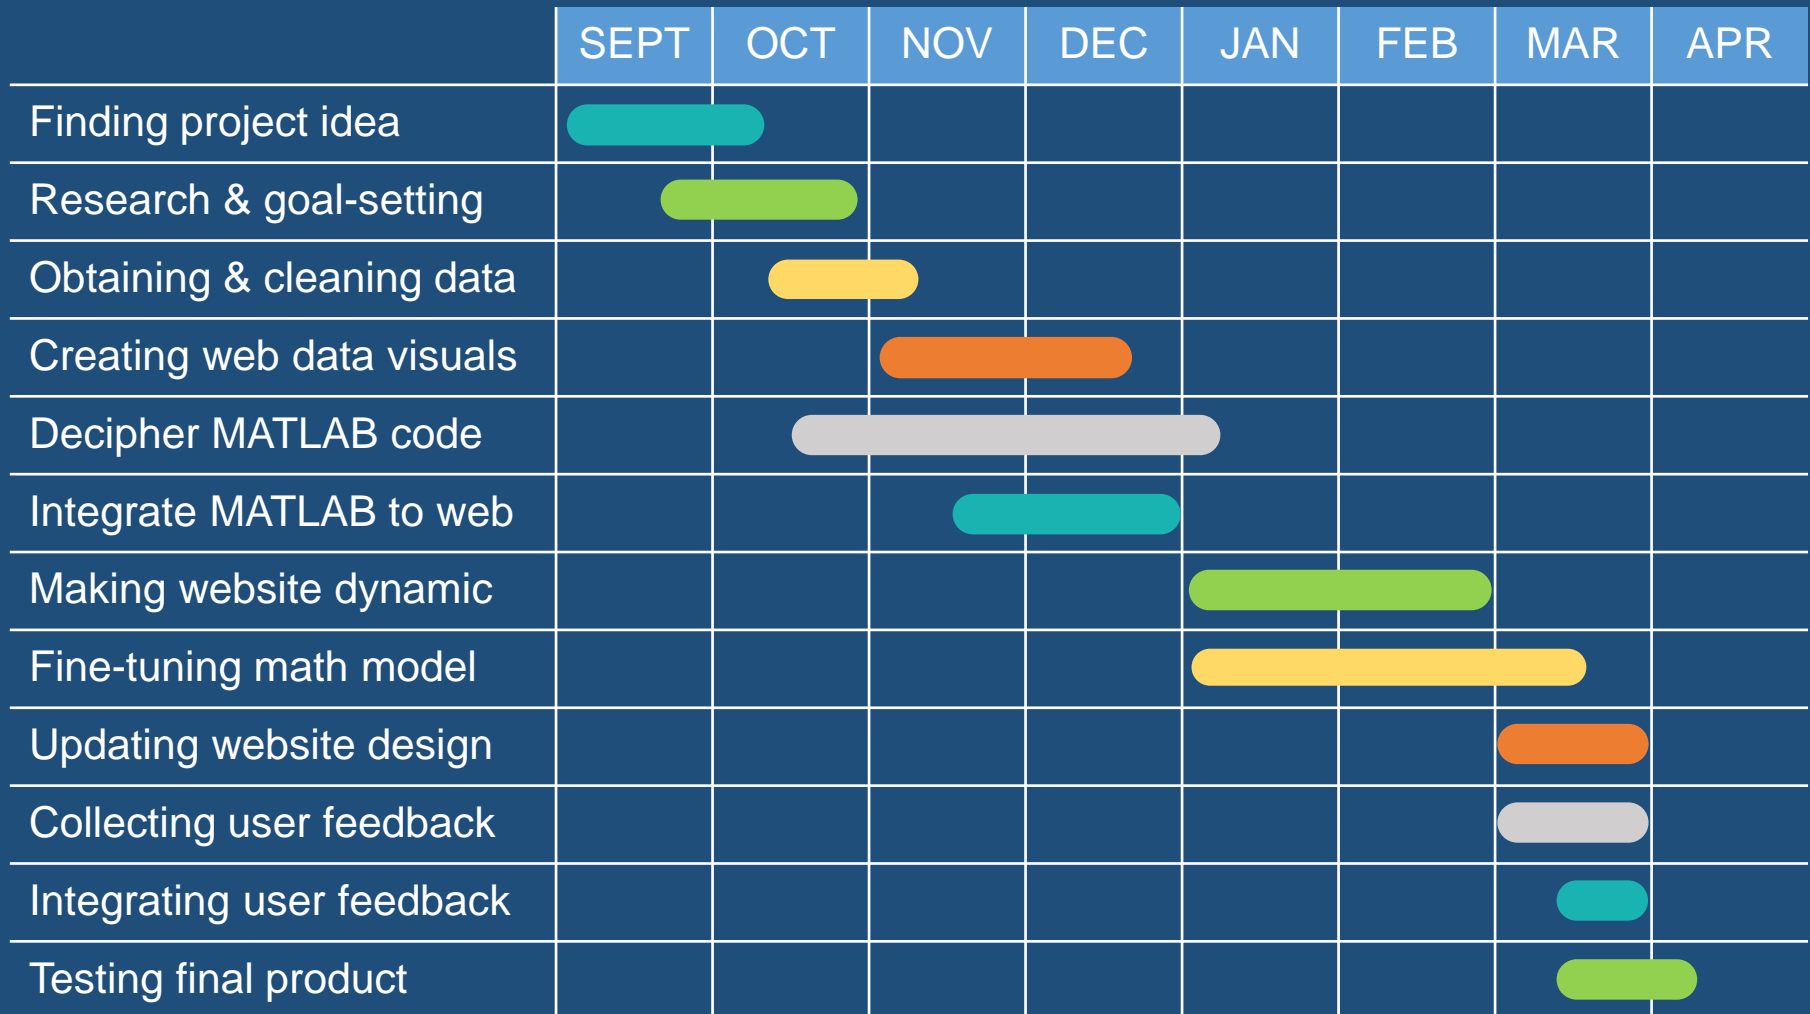 SEPT OCT NOV DEC JAN FEB MAR APR
Finding project idea
Research & goal-setting
Obtaining & cleaning data
Creating web data visuals
Decipher MATLAB code
Integrate MATLAB to web
Making website dynamic
Fine-tuning math model
Updating website design
Collecting user feedback
Integrating user feedback
Testing final product